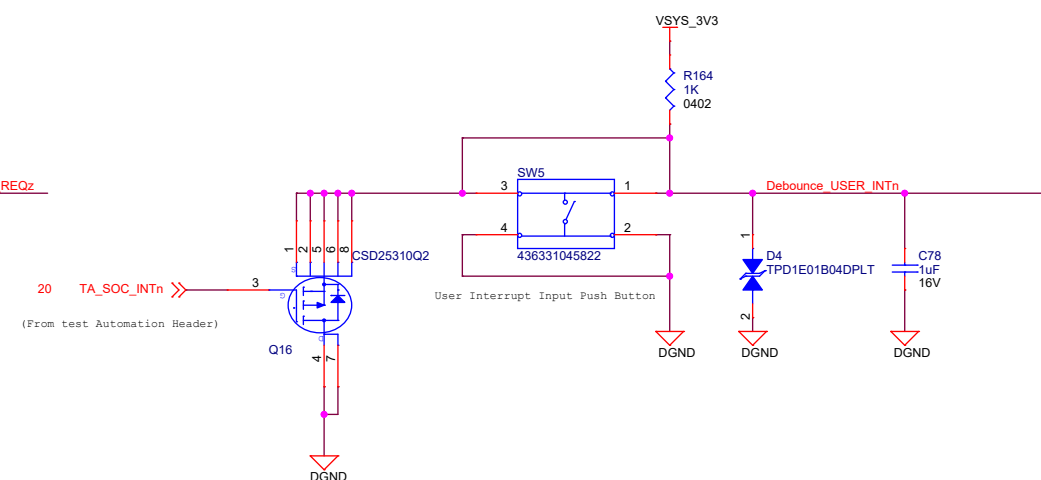 VSYS_3V3
R164
1K
0402
REQz
SW5
3
1
Debounce_USER_INTn
4
2
1
2
5
6
8
S
CSD25310Q2
436331045822
1
D4
TPD1E01B04DPLT
C78
1uF
16V
20
TA_SOC_INTn
3
G
User Interrupt Input Push Button
2
(From test Automation Header)
D
Q16
4
7
DGND
DGND
DGND
DGND